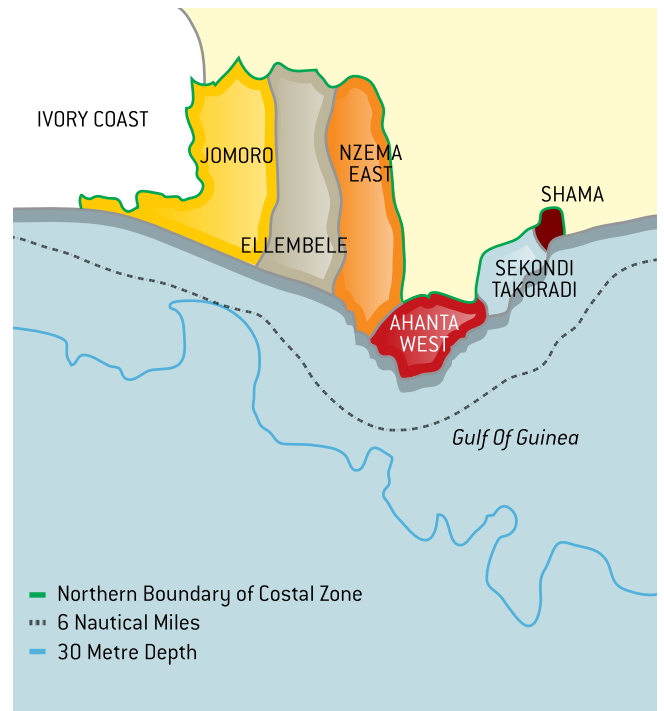 IVORY COAST
JOMORO
NZEMA
EAST
SHAMA
ELLEMBELE
SEKONDI
TAKORADI
AHANTA
WEST
Gulf Of Guinea
Northern Boundary of Costal Zone
6 Nautical Miles
30 Metre Depth